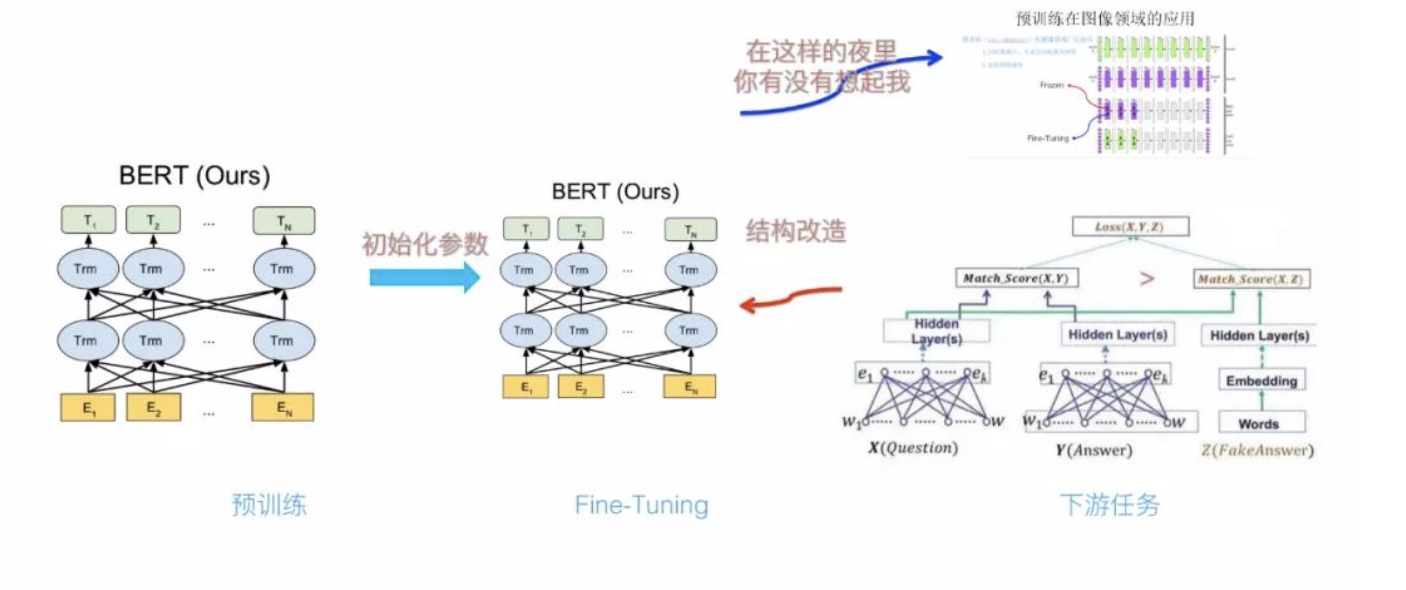 预训练在图像领域的应用
在这样的夜里
你有没有想起我
Frozen
Fine-Tuning
BERT (Ours)
T1 T2 ... TN
Trm Trm ... Trm
Trm Trm ... Trm
E1 E2 ... EN
初始化参数
BERT (Ours)
T1 T2 ... TN
Trm Trm ... Trm
Trm Trm ... Trm
E1 E2 ... EN
结构改造
Loss(X,Y,Z)
Match_Score(X,Y) > Match_Score(X,Z)
Hidden Layer(s)
Hidden Layer(s)
Hidden Layer(s)
e1 ..... ..... ek
e1 ..... ..... ek
Embedding
W1 ..... ..... W
W1 ..... ..... W
Words
X(Question)
Y(Answer)
Z(FakeAnswer)
预训练
Fine-Tuning
下游任务